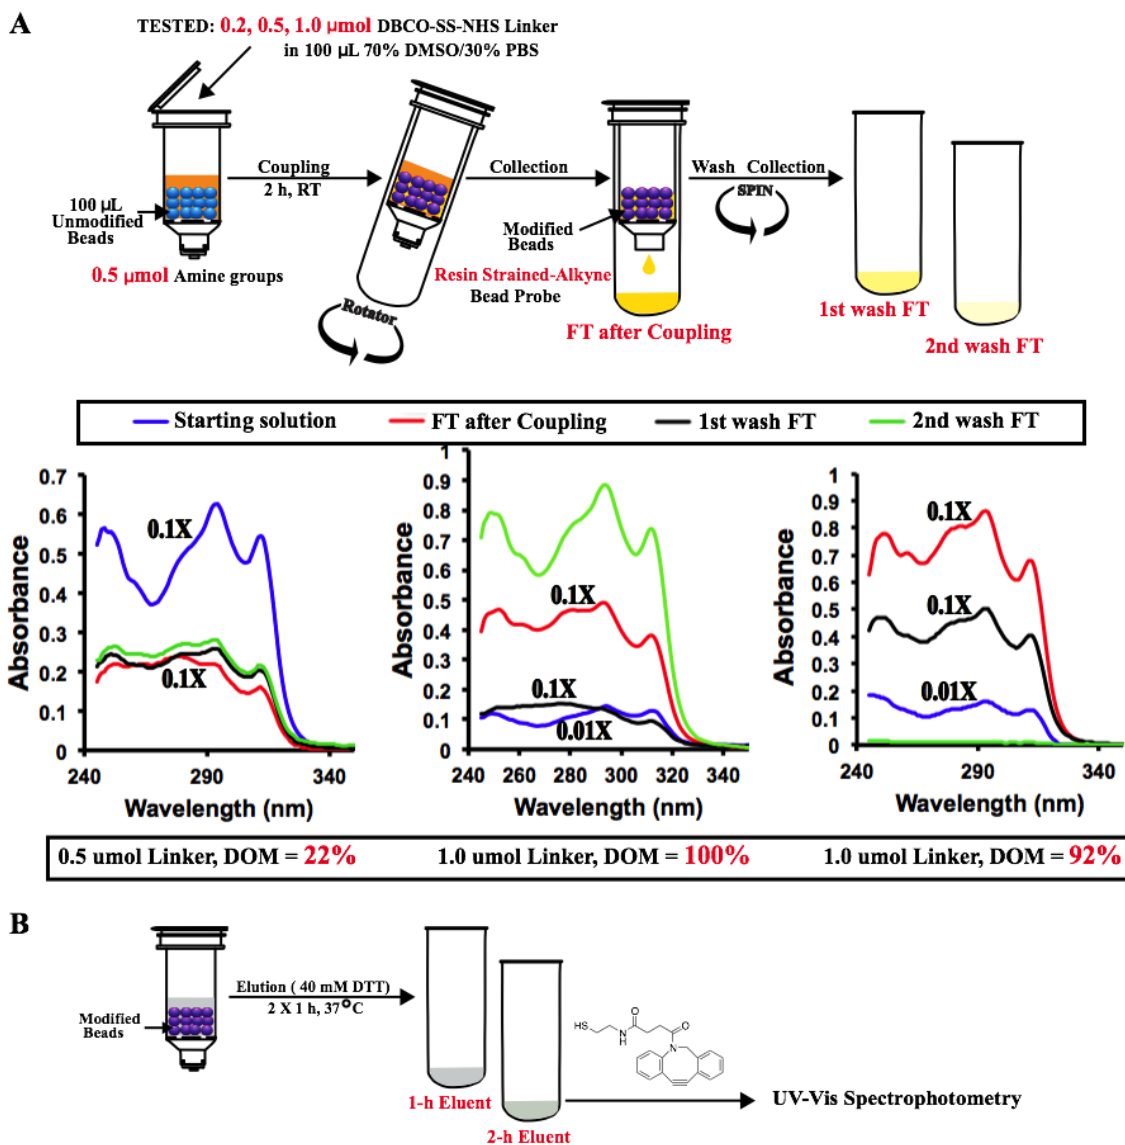 A
TESTED: 0.2, 0.5, 1.0 µmol DBCO-SS-NHS Linker
in 100 µL 70% DMSO/30% PBS
Coupling
2 h, RT
Collection
Wash Collection
SPIN
100 µL
Unmodified
Beads
0.5 µmol Amine groups
Rotator
Modified
Beads
Resin Strained-Alkyne
Bead Probe
FT after Coupling
1st wash FT
2nd wash FT
Starting solution
FT after Coupling
1st wash FT
2nd wash FT
Absorbance
0.7
0.6
0.5
0.4
0.3
0.2
0.1
0
0.1X
0.1X
240
290
340
Wavelength (nm)
Absorbance
1
0.9
0.8
0.7
0.6
0.5
0.4
0.3
0.2
0.1
0
0.1X
0.1X
0.01X
240
260
280
300
320
340
Wavelength (nm)
Absorbance
1
0.9
0.8
0.7
0.6
0.5
0.4
0.3
0.2
0.1
0
0.1X
0.1X
0.01X
240
290
340
Wavelength (nm)
0.5 umol Linker, DOM = 22%
1.0 umol Linker, DOM = 100%
1.0 umol Linker, DOM = 92%
B
Modified
Beads
Elution ( 40 mM DTT)
2 X 1 h, 37°C
1-h Eluent
2-h Eluent
HS
N
H
O
O
N
UV-Vis Spectrophotometry